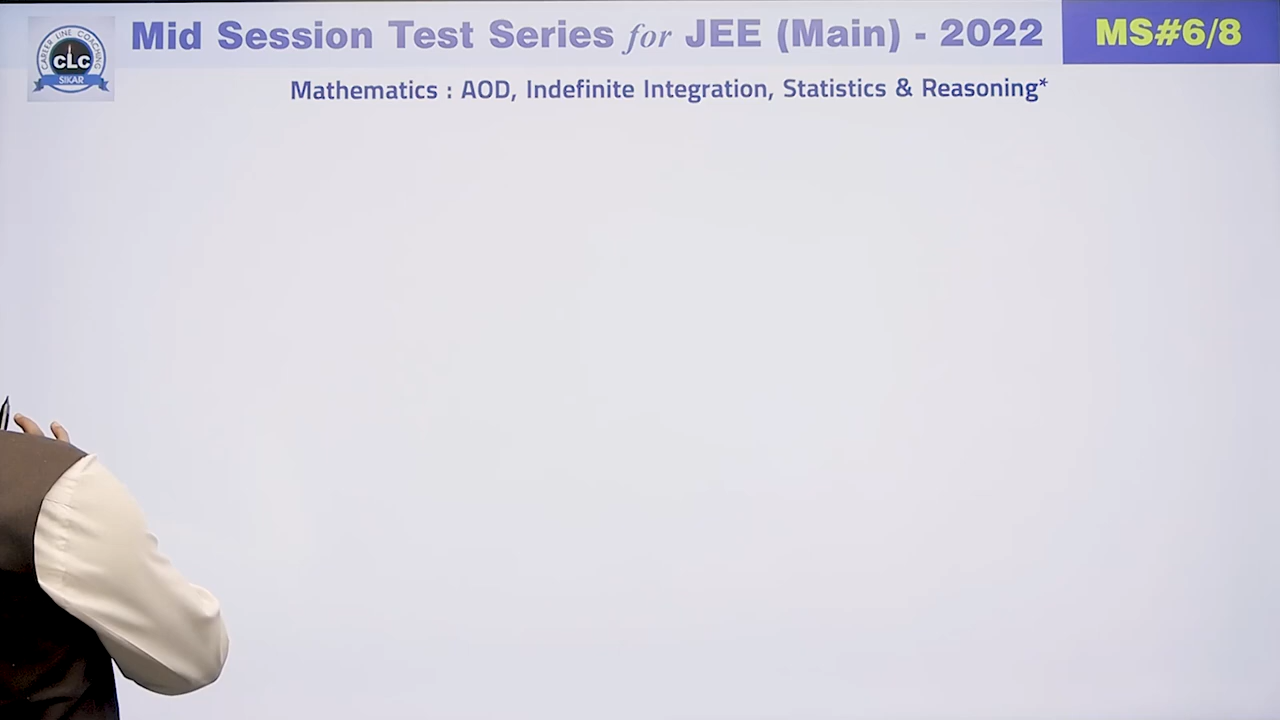 Mid Session Test Series for JEE (Main) - 2022
MS#6/8
CAREER LINE COACHING
CLC
SIKAR
Mathematics : AOD, Indefinite Integration, Statistics & Reasoning*